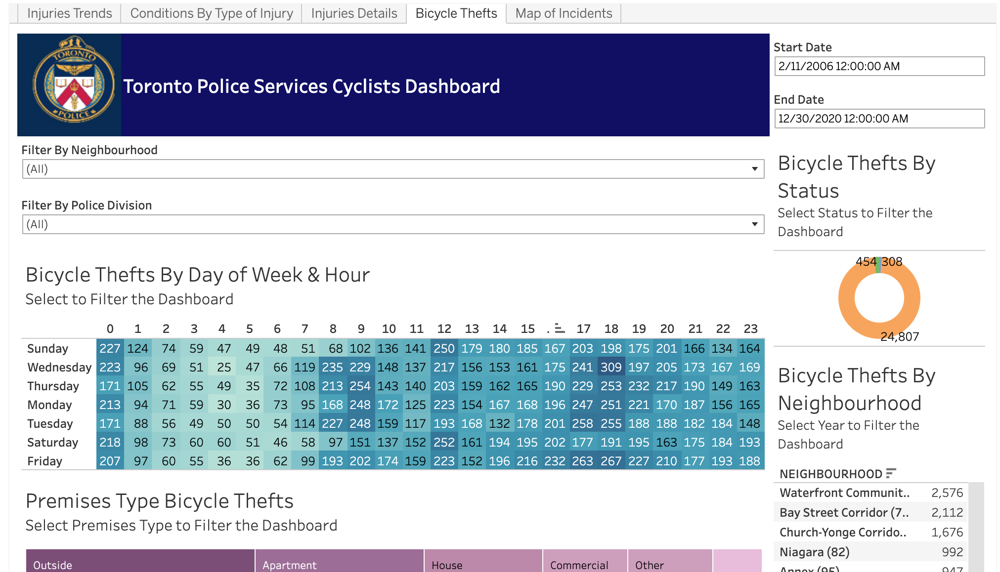 Injuries Trends Conditions By Type of Injury Injuries Details Bicycle Thefts Map of Incidents
TORONTO
POLICE
Toronto Police Services Cyclists Dashboard
Start Date
2/11/2006 12:00:00 AM
End Date
12/30/2020 12:00:00 AM
Filter By Neighbourhood
(All)
Filter By Police Division
(All)
Bicycle Thefts By Day of Week & Hour
Select to Filter the Dashboard
0 1 2 3 4 5 6 7 8 9 10 11 12 13 14 15 . 17 18 19 20 21 22 23
Sunday 227 124 74 59 47 49 48 51 68 102 136 141 250 179 180 185 167 203 198 175 201 166 134 164
Wednesday 223 96 69 51 25 47 66 119 235 229 148 137 217 156 153 161 175 241 309 197 205 173 167 169
Thursday 171 105 62 55 49 35 72 108 213 254 143 140 203 159 162 165 190 229 253 232 217 190 149 163
Monday 213 94 71 59 30 36 73 95 168 248 172 125 223 154 167 168 196 247 251 221 170 187 156 165
Tuesday 171 88 56 49 50 50 54 114 227 248 159 117 193 168 132 178 201 258 255 188 188 182 184 148
Saturday 218 98 73 60 60 51 46 58 97 151 137 152 252 161 194 195 202 177 191 195 163 175 184 193
Friday 207 97 60 55 36 36 62 99 193 202 174 159 223 152 196 216 232 263 267 227 210 177 193 188
Premises Type Bicycle Thefts
Select Premises Type to Filter the Dashboard
Outside Apartment House Commercial Other
Bicycle Thefts By
Status
Select Status to Filter the
Dashboard
454 308
24,807
Bicycle Thefts By
Neighbourhood
Select Year to Filter the
Dashboard
NEIGHBOURHOOD
Waterfront Communit.. 2,576
Bay Street Corridor (7.. 2,112
Church-Yonge Corrido.. 1,676
Niagara (82) 992
Annex (95) 947